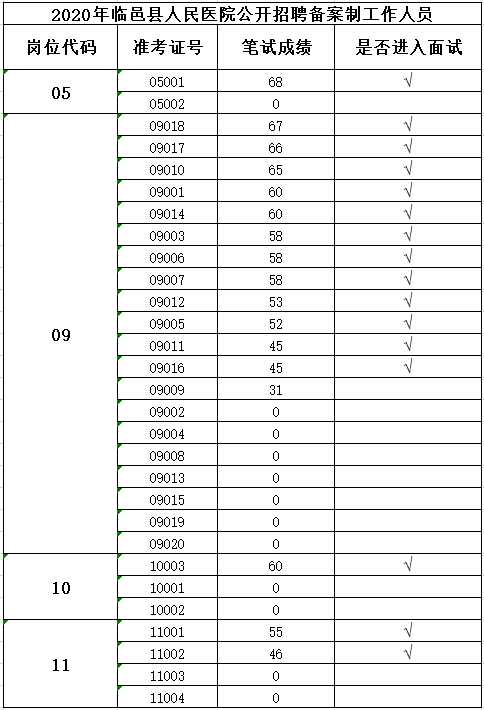 2020年临邑县人民医院公开招聘备案制工作人员
岗位代码 准考证号 笔试成绩 是否进入面试
05
05001 68 √
05002 0
09
09018 67 √
09017 66 √
09010 65 √
09001 60 √
09014 60 √
09003 58 √
09006 58 √
09007 58 √
09012 53 √
09005 52 √
09011 45 √
09016 45 √
09009 31
09002 0
09004 0
09008 0
09013 0
09015 0
09019 0
09020 0
10
10003 60 √
10001 0
10002 0
11
11001 55 √
11002 46 √
11003 0
11004 0